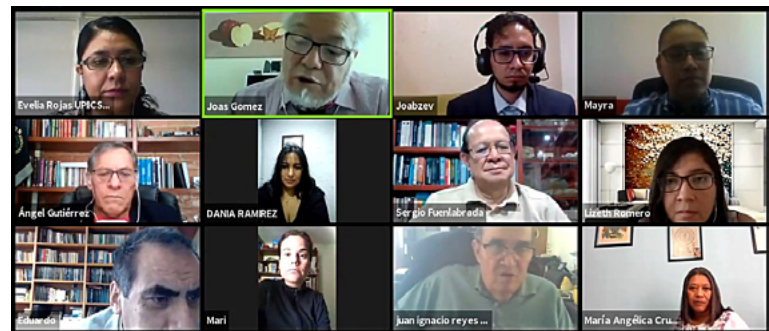 Evelia Rojas UPICS...
Joas Gomez
Joabzev
Mayra
Ángel Gutiérrez
DANIA RAMIREZ
Sergio Fuenlabrada
Lizeth Romero
Eduardo
Mari
juan ignacio reyes ...
María Angélica Cru...